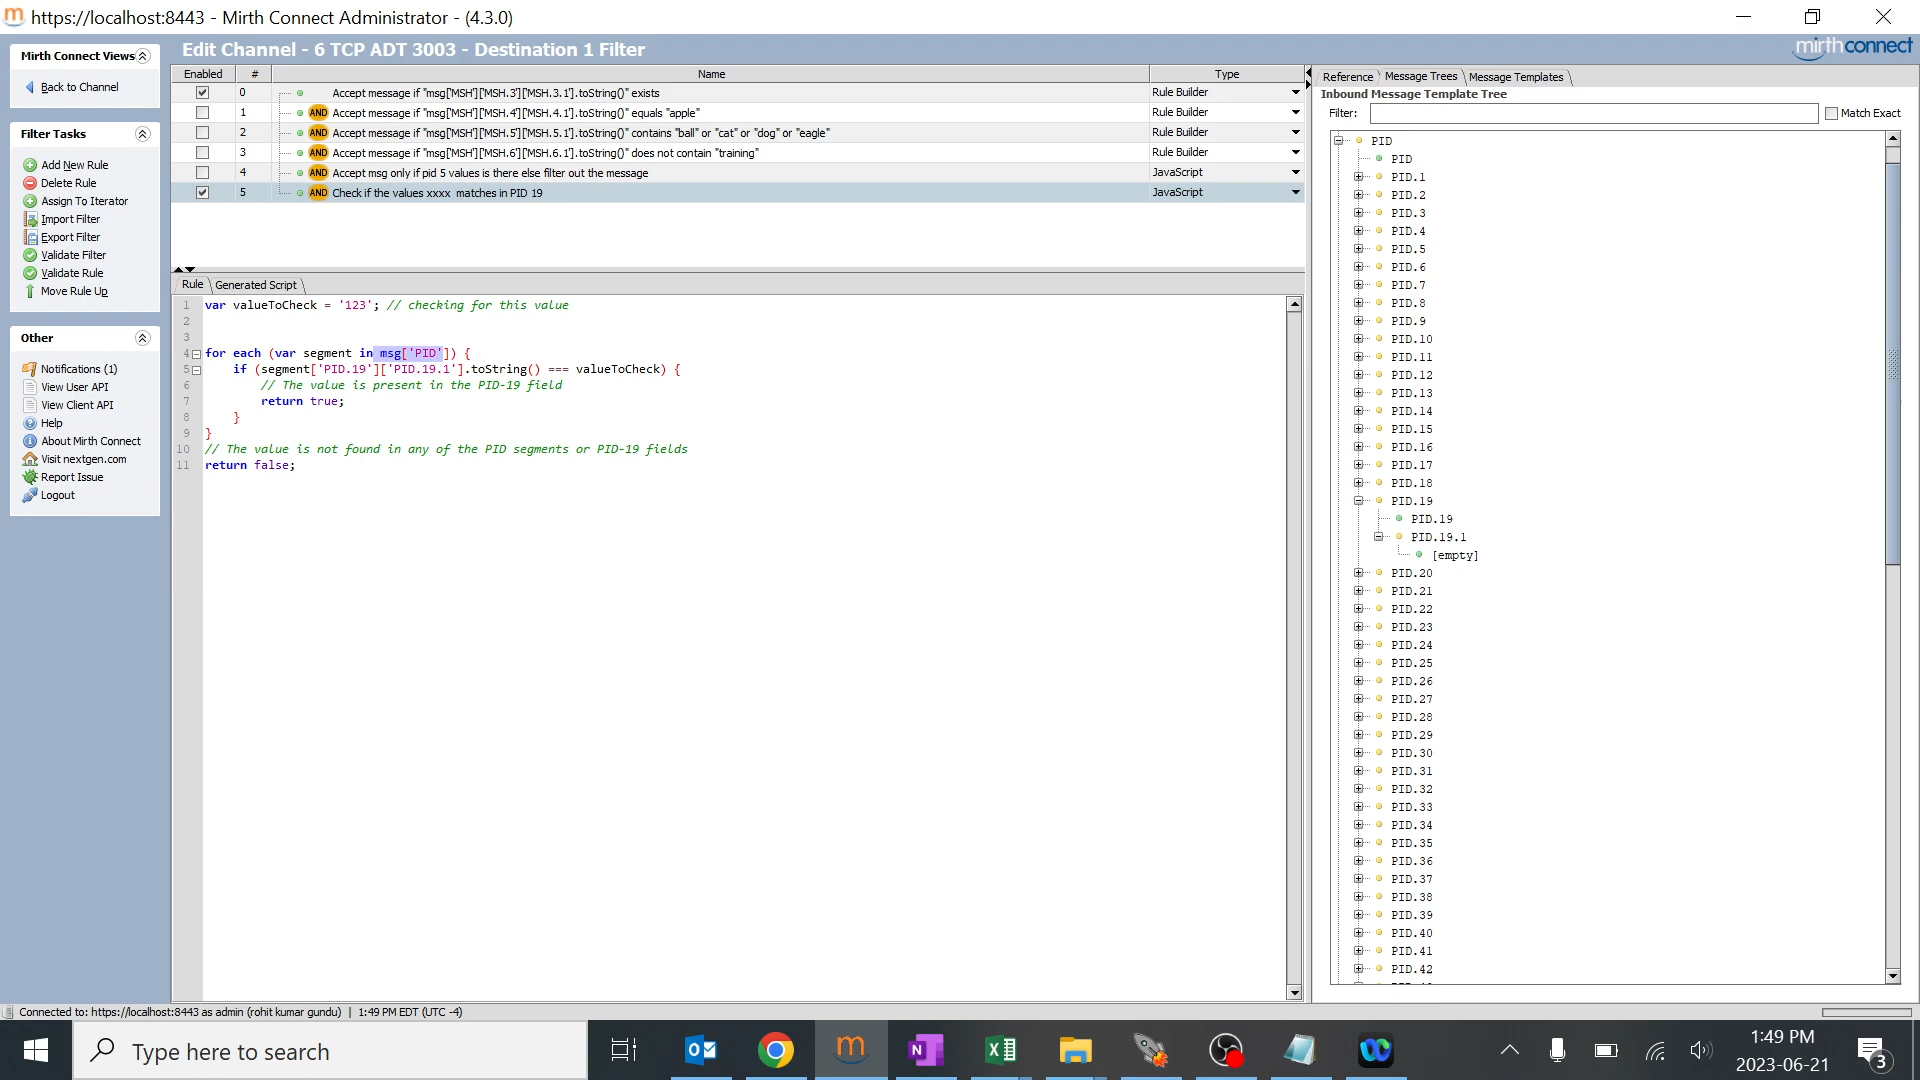 https://localhost:8443 - Mirth Connect Administrator - (4.3.0)
Mirth Connect Views
Back to Channel
Filter Tasks
Add New Rule
Delete Rule
Assign To Iterator
Import Filter
Export Filter
Validate Filter
Validate Rule
Move Rule Up
Other
Notifications (1)
View User API
View Client API
Help
About Mirth Connect
Visit nextgen.com
Report Issue
Logout
Edit Channel - 6 TCP ADT 3003 - Destination 1 Filter
mirthconnect
Enabled # Name Type
0 Accept message if "msg['MSH']['MSH.3']['MSH.3.1'].toString()" exists Rule Builder
1 AND Accept message if "msg['MSH']['MSH.4']['MSH.4.1'].toString()" equals "apple" Rule Builder
2 AND Accept message if "msg['MSH']['MSH.5']['MSH.5.1'].toString()" contains "ball" or "cat" or "dog" or "eagle" Rule Builder
3 AND Accept message if "msg['MSH']['MSH.6']['MSH.6.1'].toString()" does not contain "training" Rule Builder
4 AND Accept msg only if pid 5 values is there else filter out the message JavaScript
5 AND Check if the values xxxx matches in PID 19 JavaScript
Rule Generated Script
1 var valueToCheck = '123'; // checking for this value
2
3
4 for each (var segment in msg['PID']) {
5 if (segment['PID.19']['PID.19.1'].toString() === valueToCheck) {
6 // The value is present in the PID-19 field
7 return true;
8 }
9 }
10 // The value is not found in any of the PID segments or PID-19 fields
11 return false;
Reference Message Trees Message Templates
Inbound Message Template Tree
Filter: Match Exact
PID
PID
PID.1
PID.2
PID.3
PID.4
PID.5
PID.6
PID.7
PID.8
PID.9
PID.10
PID.11
PID.12
PID.13
PID.14
PID.15
PID.16
PID.17
PID.18
PID.19
PID.19
PID.19.1
[empty]
PID.20
PID.21
PID.22
PID.23
PID.24
PID.25
PID.26
PID.27
PID.28
PID.29
PID.30
PID.31
PID.32
PID.33
PID.34
PID.35
PID.36
PID.37
PID.38
PID.39
PID.40
PID.41
PID.42
Connected to: https://localhost:8443 as admin (rohit kumar gundu) | 1:49 PM EDT (UTC -4)
Type here to search
1:49 PM
2023-06-21
3